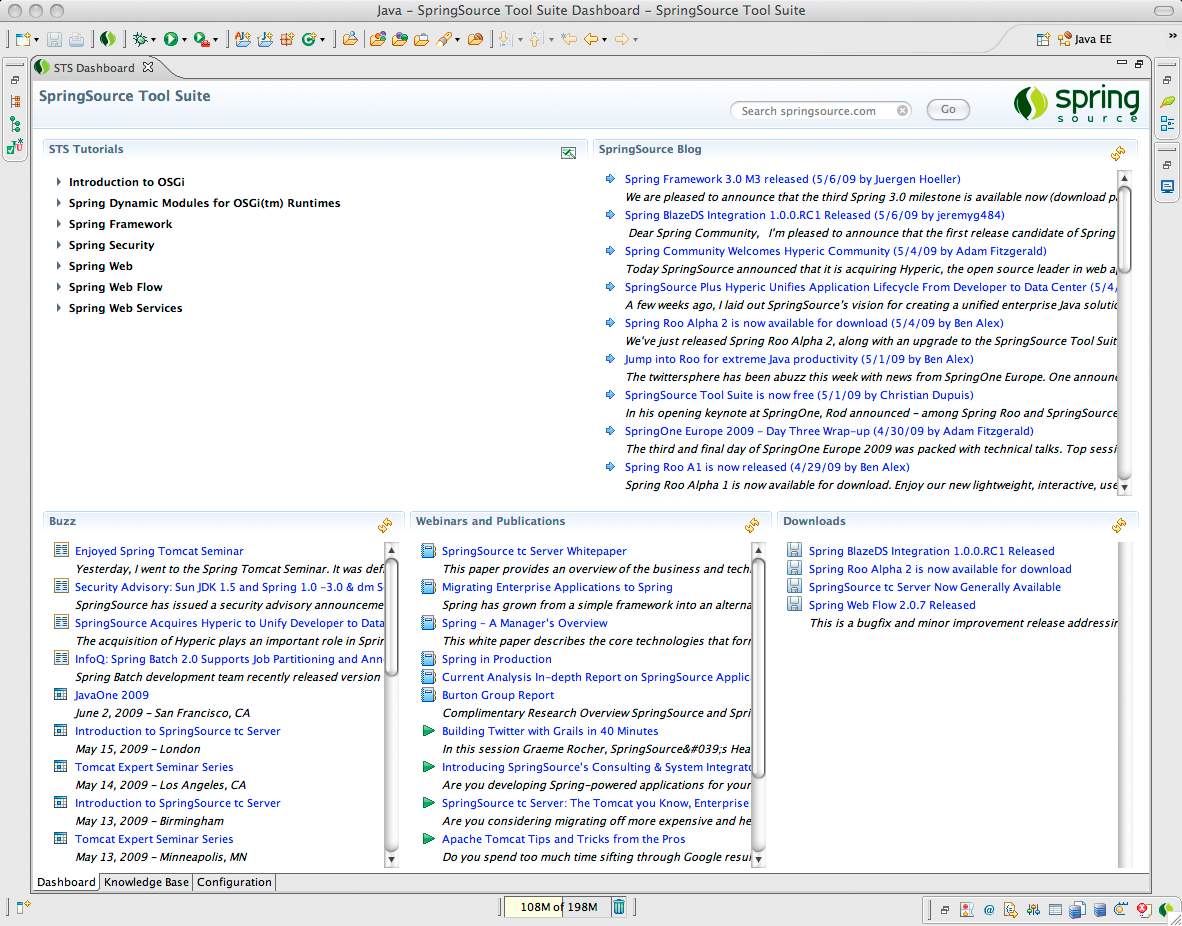 Java – SpringSource Tool Suite Dashboard – SpringSource Tool Suite
Java EE
STS Dashboard
SpringSource Tool Suite
Search springsource.com
Go
spring
source
STS Tutorials
Introduction to OSGi
Spring Dynamic Modules for OSGi(tm) Runtimes
Spring Framework
Spring Security
Spring Web
Spring Web Flow
Spring Web Services
SpringSource Blog
Spring Framework 3.0 M3 released (5/6/09 by Juergen Hoeller)
We are pleased to announce that the third Spring 3.0 milestone is available now (download p
Spring BlazeDS Integration 1.0.0.RC1 Released (5/6/09 by jeremyg484)
Dear Spring Community, I'm pleased to announce that the first release candidate of Spring
Spring Community Welcomes Hyperic Community (5/4/09 by Adam Fitzgerald)
Today SpringSource announced that it is acquiring Hyperic, the open source leader in web a
SpringSource Plus Hyperic Unifies Application Lifecycle From Developer to Data Center (5/4/
A few weeks ago, I laid out SpringSource's vision for creating a unified enterprise Java solutio
Spring Roo Alpha 2 is now available for download (5/4/09 by Ben Alex)
We've just released Spring Roo Alpha 2, along with an upgrade to the SpringSource Tool Suit
Jump into Roo for extreme Java productivity (5/1/09 by Ben Alex)
The twittersphere has been abuzz this week with news from SpringOne Europe. One announ
SpringSource Tool Suite is now free (5/1/09 by Christian Dupuis)
In his opening keynote at SpringOne, Rod announced – among Spring Roo and SpringSource
SpringOne Europe 2009 – Day Three Wrap-up (4/30/09 by Adam Fitzgerald)
The third and final day of SpringOne Europe 2009 was packed with technical talks. Top sessi
Spring Roo A1 is now released (4/29/09 by Ben Alex)
Spring Roo Alpha 1 is now available for download. Enjoy our new lightweight, interactive, use
Buzz
Enjoyed Spring Tomcat Seminar
Yesterday, I went to the Spring Tomcat Seminar. It was defi
Security Advisory: Sun JDK 1.5 and Spring 1.0 -3.0 & dm S
SpringSource has issued a security advisory announceme
SpringSource Acquires Hyperic to Unify Developer to Data
The acquisition of Hyperic plays an important role in Sprin
InfoQ: Spring Batch 2.0 Supports Job Partitioning and Ann
Spring Batch development team recently released version
JavaOne 2009
June 2, 2009 – San Francisco, CA
Introduction to SpringSource tc Server
May 15, 2009 – London
Tomcat Expert Seminar Series
May 14, 2009 – Los Angeles, CA
Introduction to SpringSource tc Server
May 13, 2009 – Birmingham
Tomcat Expert Seminar Series
May 13, 2009 – Minneapolis, MN
Webinars and Publications
SpringSource tc Server Whitepaper
This paper provides an overview of the business and tech
Migrating Enterprise Applications to Spring
Spring has grown from a simple framework into an alterna
Spring – A Manager's Overview
This white paper describes the core technologies that for
Spring in Production
Current Analysis In-depth Report on SpringSource Applic
Burton Group Report
Complimentary Research Overview SpringSource and Spri
Building Twitter with Grails in 40 Minutes
In this session Graeme Rocher, SpringSource&#039;s Hea
Introducing SpringSource's Consulting & System Integrato
Are you developing Spring-powered applications for your
SpringSource tc Server: The Tomcat you Know, Enterprise
Are you considering migrating off more expensive and he
Apache Tomcat Tips and Tricks from the Pros
Do you spend too much time sifting through Google resul
Downloads
Spring BlazeDS Integration 1.0.0.RC1 Released
Spring Roo Alpha 2 is now available for download
SpringSource tc Server Now Generally Available
Spring Web Flow 2.0.7 Released
This is a bugfix and minor improvement release addressin
Dashboard Knowledge Base Configuration
108M of 198M